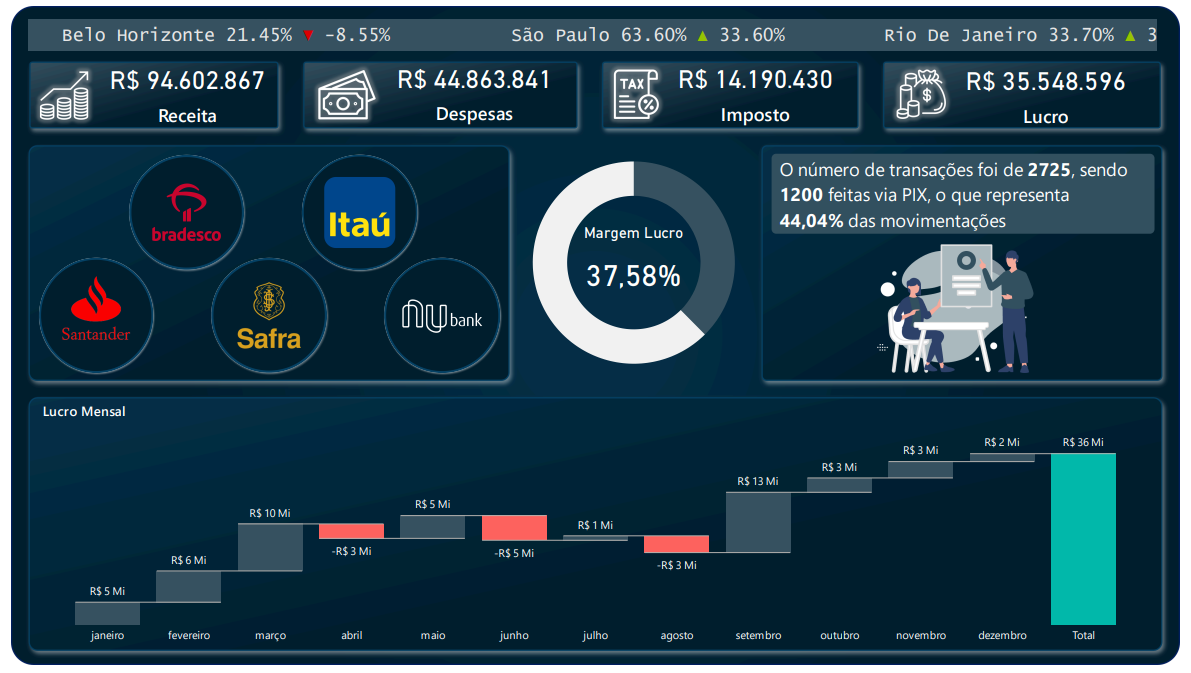 Belo Horizonte 21.45% ▼ -8.55%
São Paulo 63.60% ▲ 33.60%
Rio De Janeiro 33.70% ▲ 3
R$ 94.602.867
Receita
R$ 44.863.841
Despesas
TAX
R$ 14.190.430
Imposto
R$ 35.548.596
Lucro
bradesco
Itaú
Santander
Safra
nu bank
Margem Lucro
37,58%
O número de transações foi de 2725, sendo
1200 feitas via PIX, o que representa
44,04% das movimentações
Lucro Mensal
R$ 5 Mi
R$ 6 Mi
R$ 10 Mi
-R$ 3 Mi
R$ 5 Mi
-R$ 5 Mi
R$ 1 Mi
-R$ 3 Mi
R$ 13 Mi
R$ 3 Mi
R$ 3 Mi
R$ 2 Mi
R$ 36 Mi
janeiro
fevereiro
março
abril
maio
junho
julho
agosto
setembro
outubro
novembro
dezembro
Total